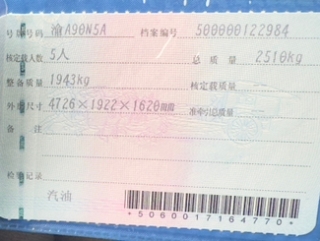 号牌号码 渝A90N5A 档案编号 500000122984
核定载人数 5人 总质量 2510kg
整备质量 1943kg 核定载质量 --
外廓尺寸 4726×1922×1620mm 准牵引总质量 --
备注
检验记录
汽油
*5060017164770*